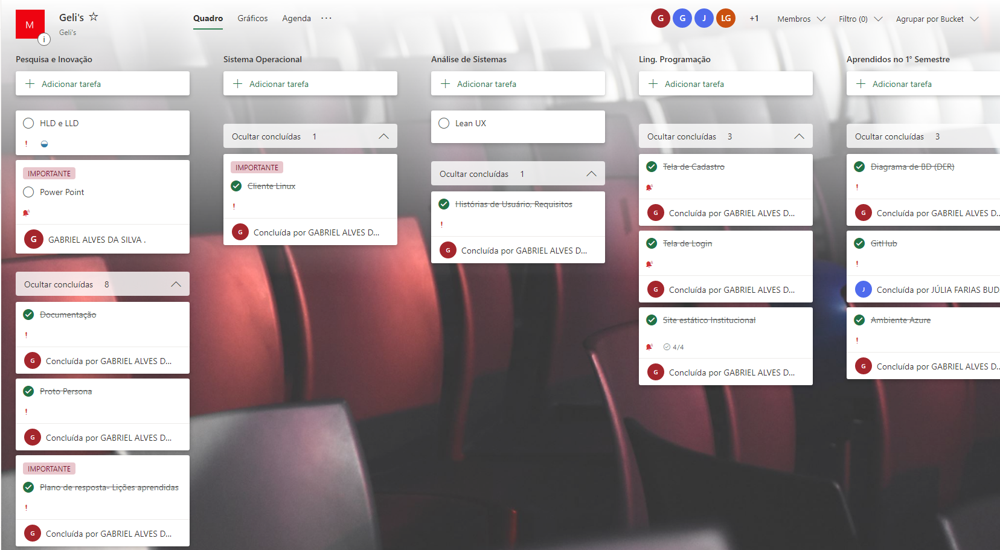 M
Geli's
Geli's
Quadro Gráficos Agenda ...
G G J LG +1 Membros Filtro (0) Agrupar por Bucket
Pesquisa e Inovação
Adicionar tarefa
HLD e LLD
IMPORTANTE
Power Point
G GABRIEL ALVES DA SILVA .
Ocultar concluídas 8
Documentação
G Concluída por GABRIEL ALVES D...
Proto Persona
G Concluída por GABRIEL ALVES D...
IMPORTANTE
Plano de resposta- Lições aprendidas
G Concluída por GABRIEL ALVES D...
Sistema Operacional
Adicionar tarefa
Ocultar concluídas 1
IMPORTANTE
Cliente Linux
G Concluída por GABRIEL ALVES D...
Análise de Sistemas
Adicionar tarefa
Lean UX
Ocultar concluídas 1
Histórias de Usuário, Requisitos
G Concluída por GABRIEL ALVES D...
Ling. Programação
Adicionar tarefa
Ocultar concluídas 3
Tela de Cadastro
G Concluída por GABRIEL ALVES D...
Tela de Login
G Concluída por GABRIEL ALVES D...
Site estático Institucional
4/4
G Concluída por GABRIEL ALVES D...
Aprendidos no 1° Semestre
Adicionar tarefa
Ocultar concluídas 3
Diagrama de BD (DER)
G Concluída por GABRIEL ALVES D...
GitHub
J Concluída por JÚLIA FARIAS BUD
Ambiente Azure
G Concluída por GABRIEL ALVES D...